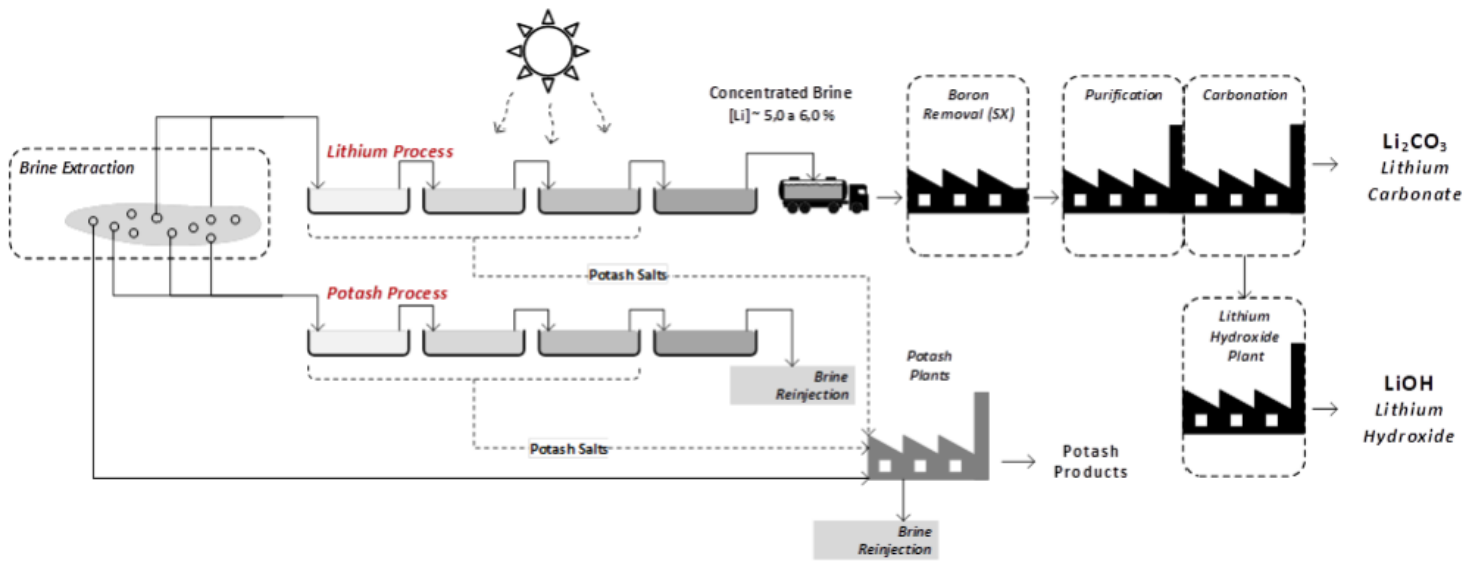 Brine Extraction
Lithium Process
Concentrated Brine
[Li]~ 5,0 a 6,0 %
Boron
Removal (SX)
Purification
Carbonation
Li₂CO₃
Lithium
Carbonate
Potash Salts
Potash Process
Brine
Reinjection
Potash
Plants
Lithium
Hydroxide
Plant
LiOH
Lithium
Hydroxide
Potash Salts
Potash
Products
Brine
Reinjection